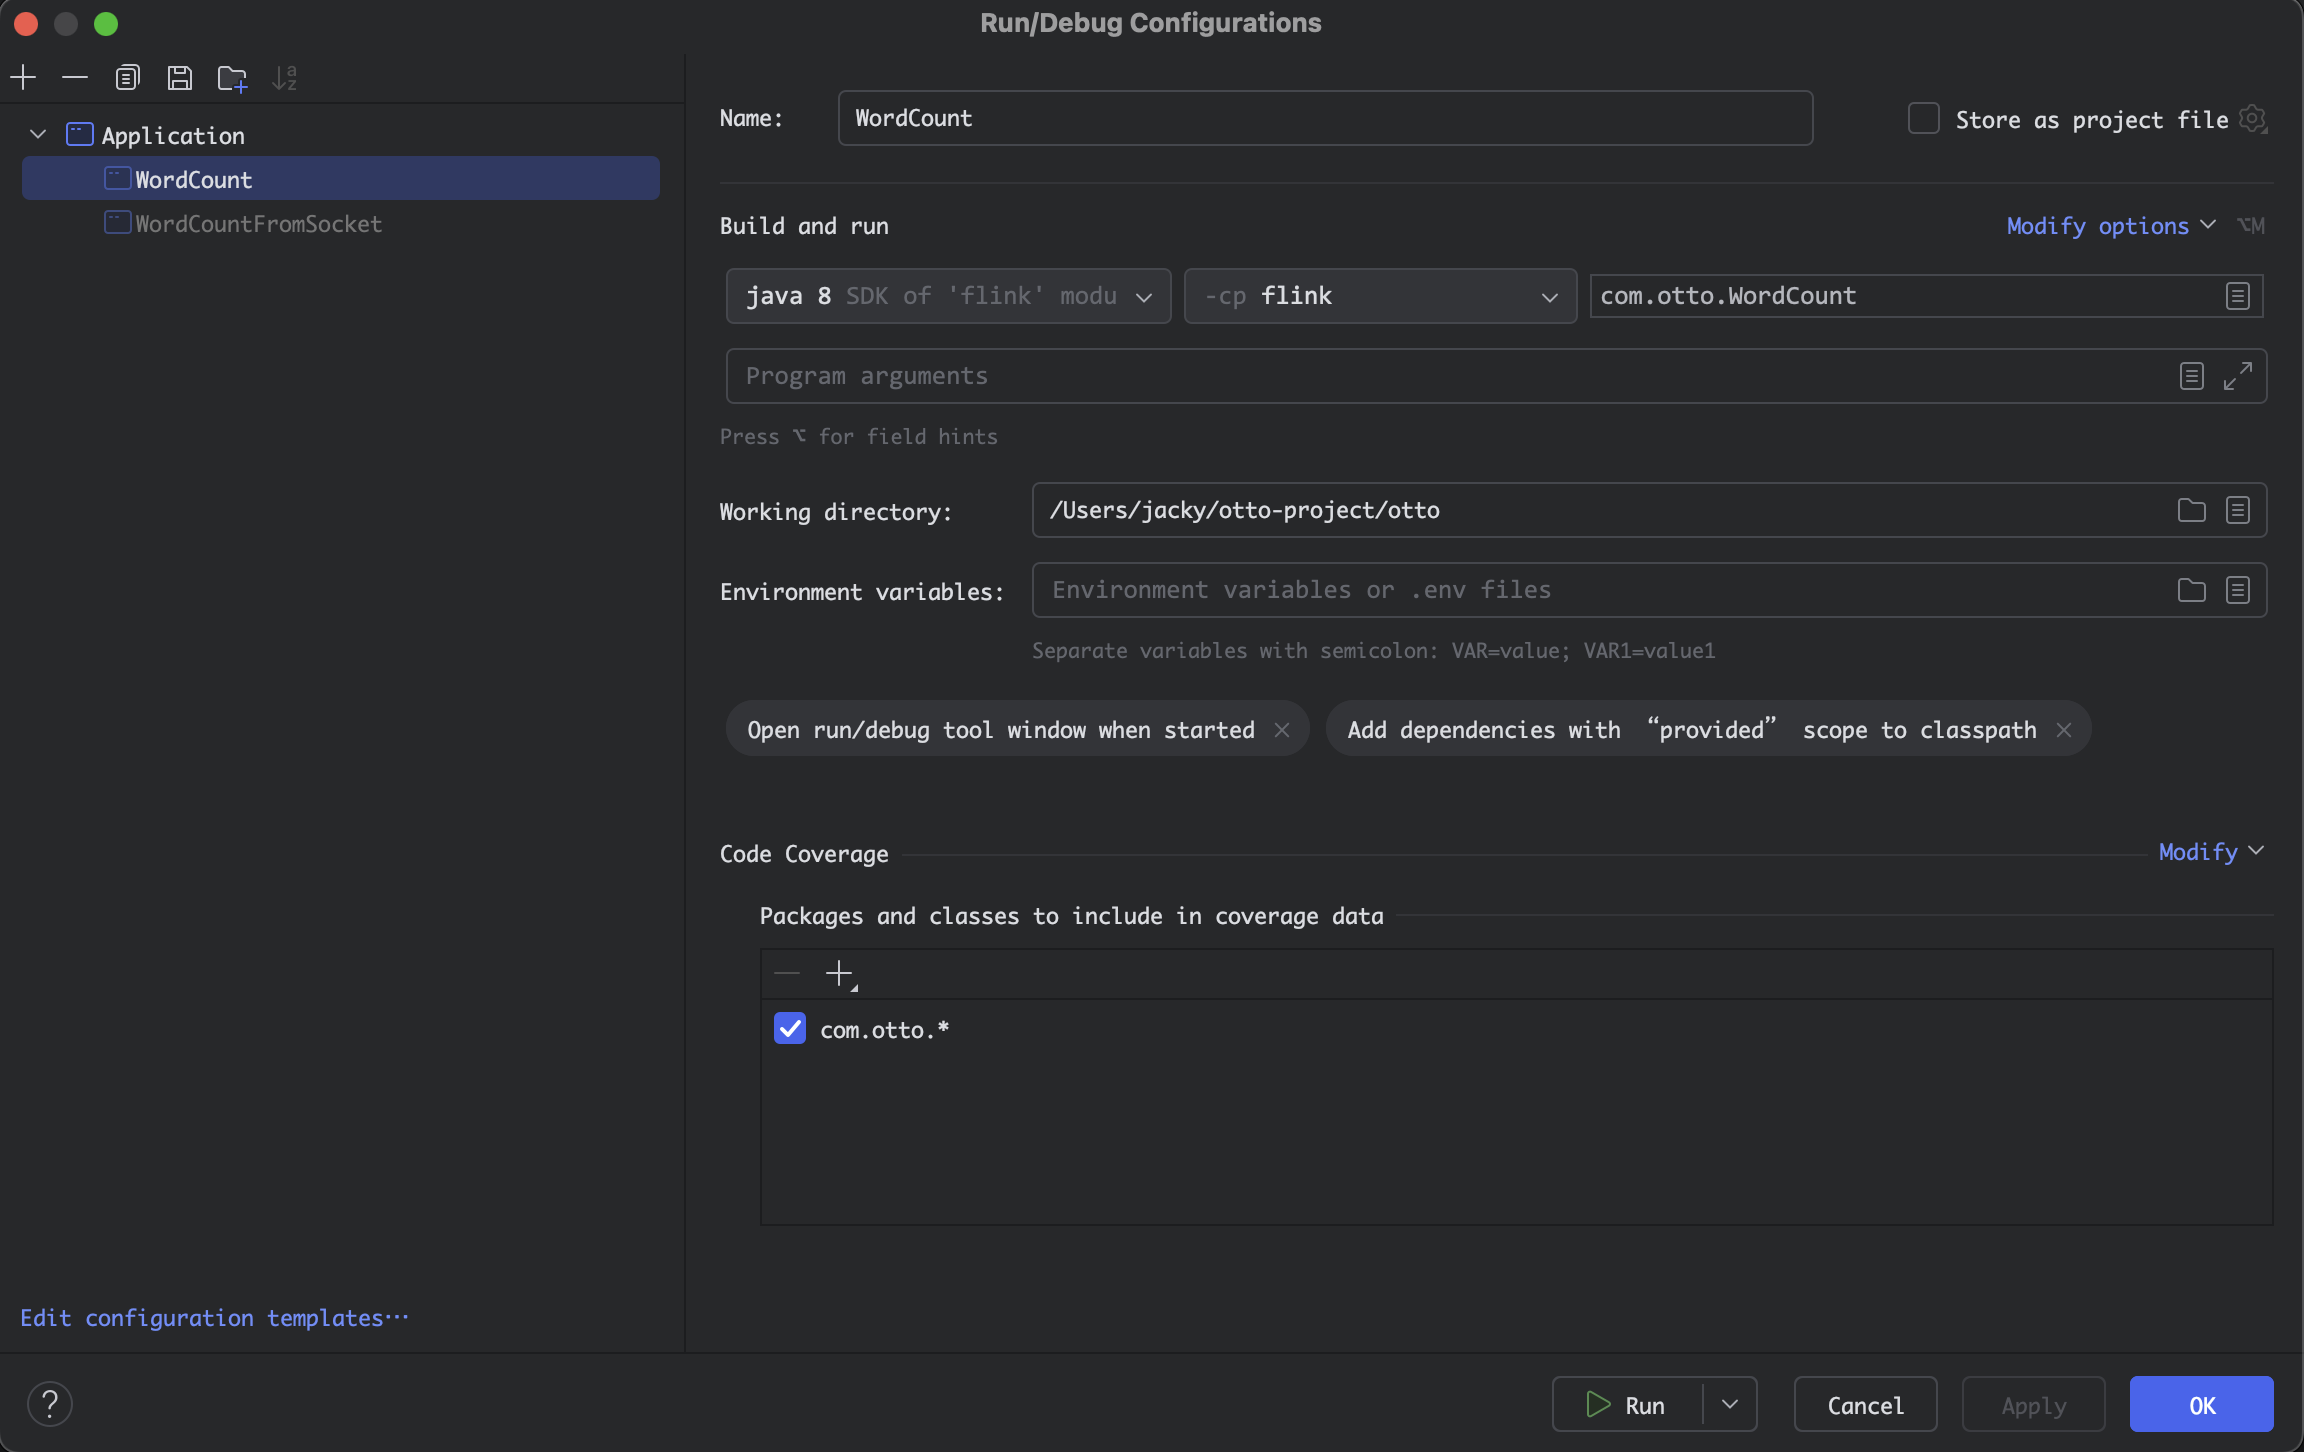 Run/Debug Configurations
Application
WordCount
WordCountFromSocket
Edit configuration templates...
Name:
WordCount
Store as project file
Build and run
Modify options
⌥M
java 8 SDK of 'flink' modu
-cp flink
com.otto.WordCount
Program arguments
Press ⌥ for field hints
Working directory:
/Users/jacky/otto-project/otto
Environment variables:
Environment variables or .env files
Separate variables with semicolon: VAR=value; VAR1=value1
Open run/debug tool window when started
Add dependencies with “provided” scope to classpath
Code Coverage
Modify
Packages and classes to include in coverage data
com.otto.*
?
Run
Cancel
Apply
OK